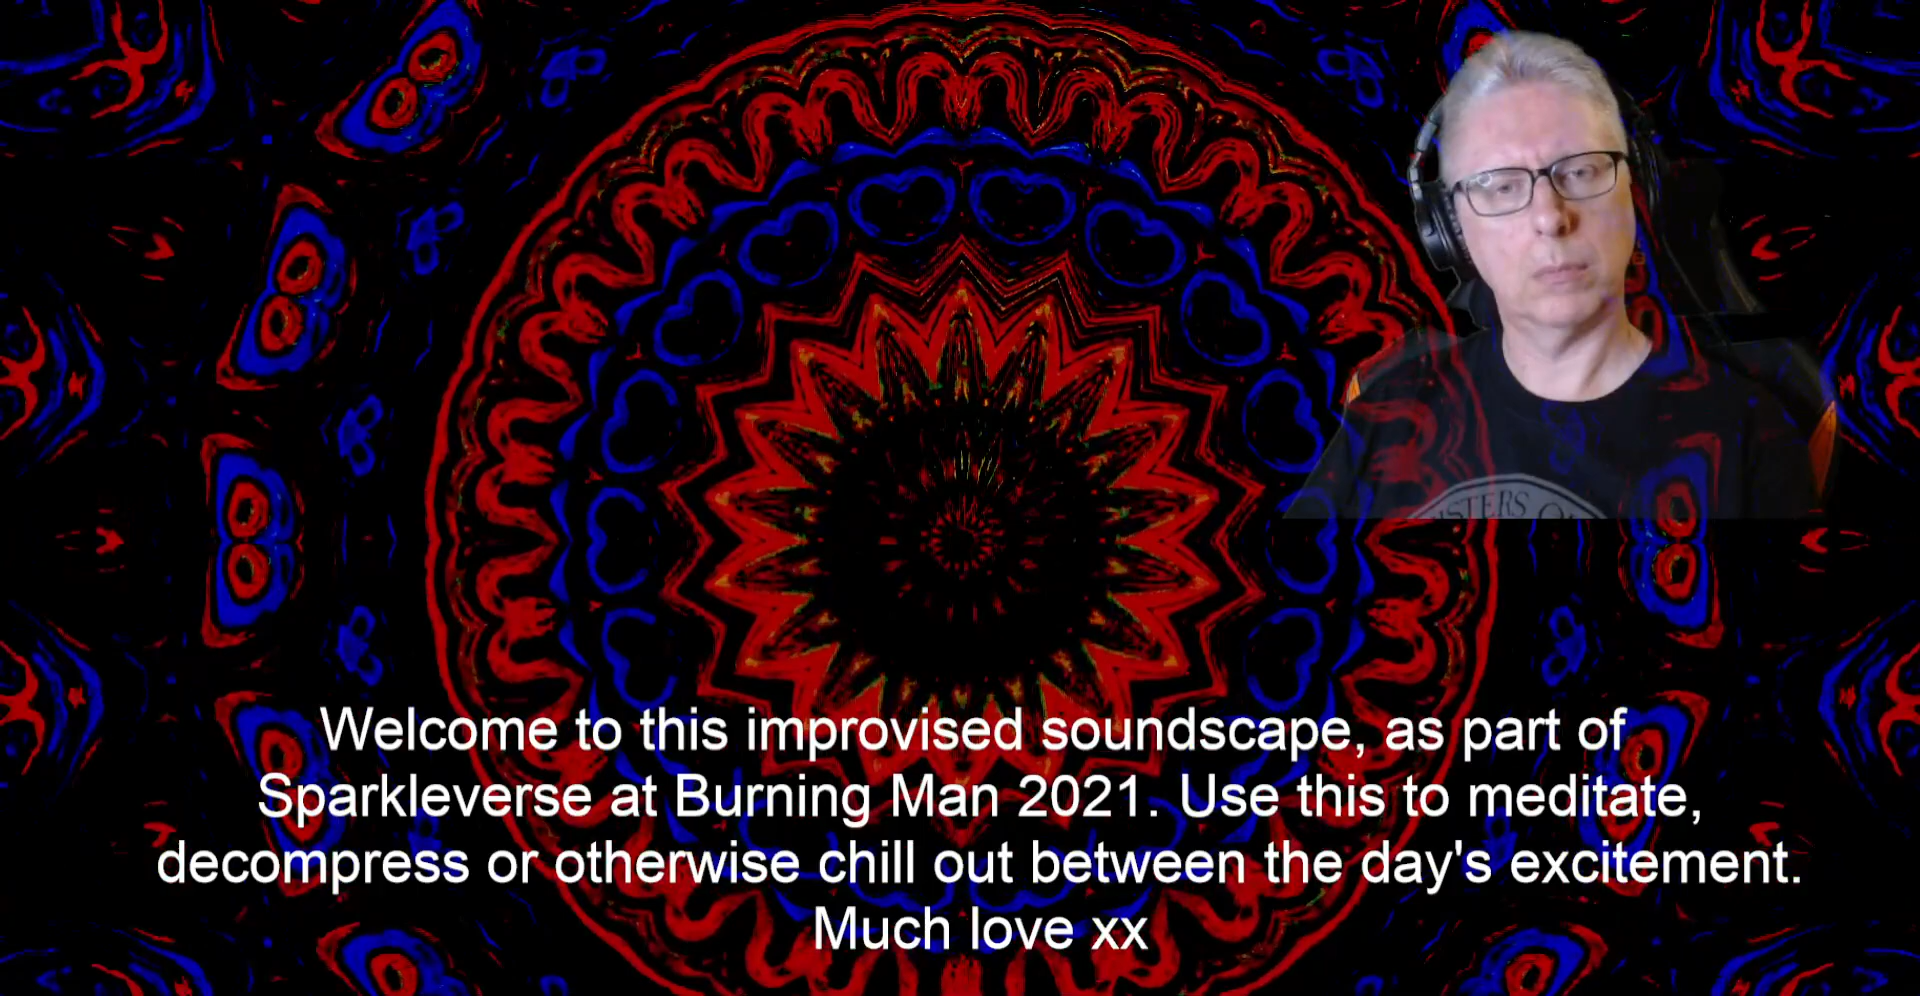 STERS O
Welcome to this improvised soundscape, as part of
Sparkleverse at Burning Man 2021. Use this to meditate,
decompress or otherwise chill out between the day's excitement.
Much love xx